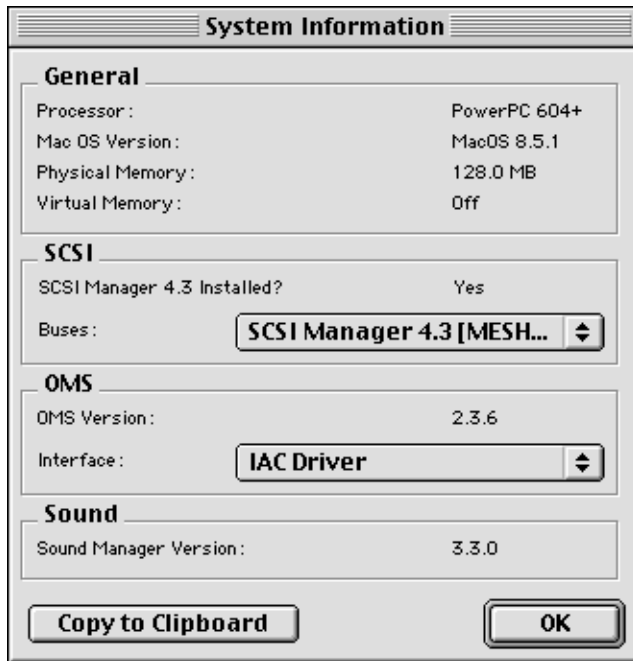 System Information
General
Processor: PowerPC 604+
Mac OS Version: MacOS 8.5.1
Physical Memory: 128.0 MB
Virtual Memory: Off
SCSI
SCSI Manager 4.3 Installed? Yes
Buses: SCSI Manager 4.3 [MESH...
OMS
OMS Version: 2.3.6
Interface: IAC Driver
Sound
Sound Manager Version: 3.3.0
Copy to Clipboard OK